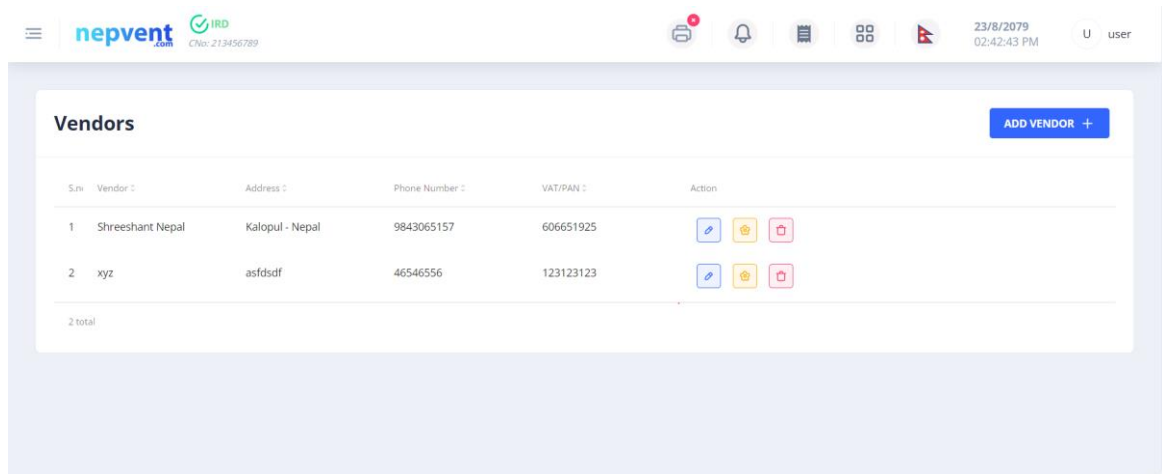 nepvent
.com
IRD
CNo: 213456789
23/8/2079
02:42:43 PM
U user
Vendors
ADD VENDOR +
S.n Vendor Address Phone Number VAT/PAN Action
1 Shreeshant Nepal Kalopul - Nepal 9843065157 606651925
2 xyz asfdsdf 46546556 123123123
2 total